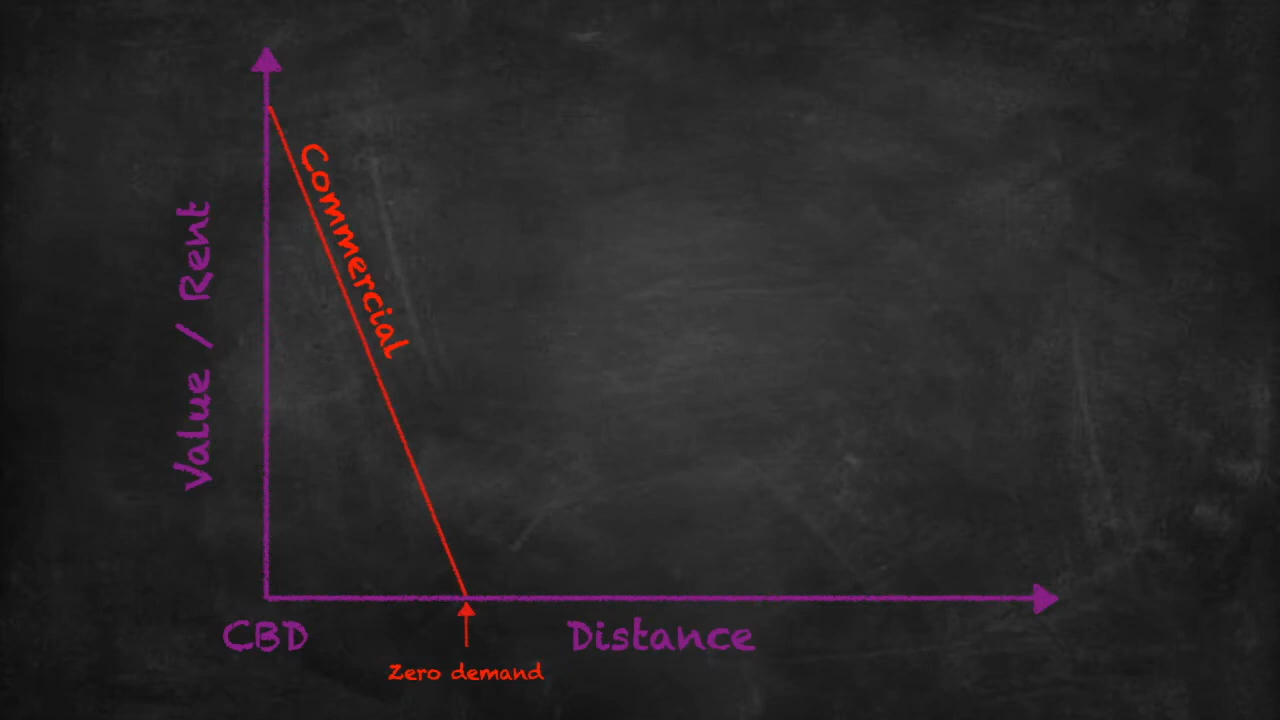 Commercial
Value / Rent
CBD
Distance
Zero demand